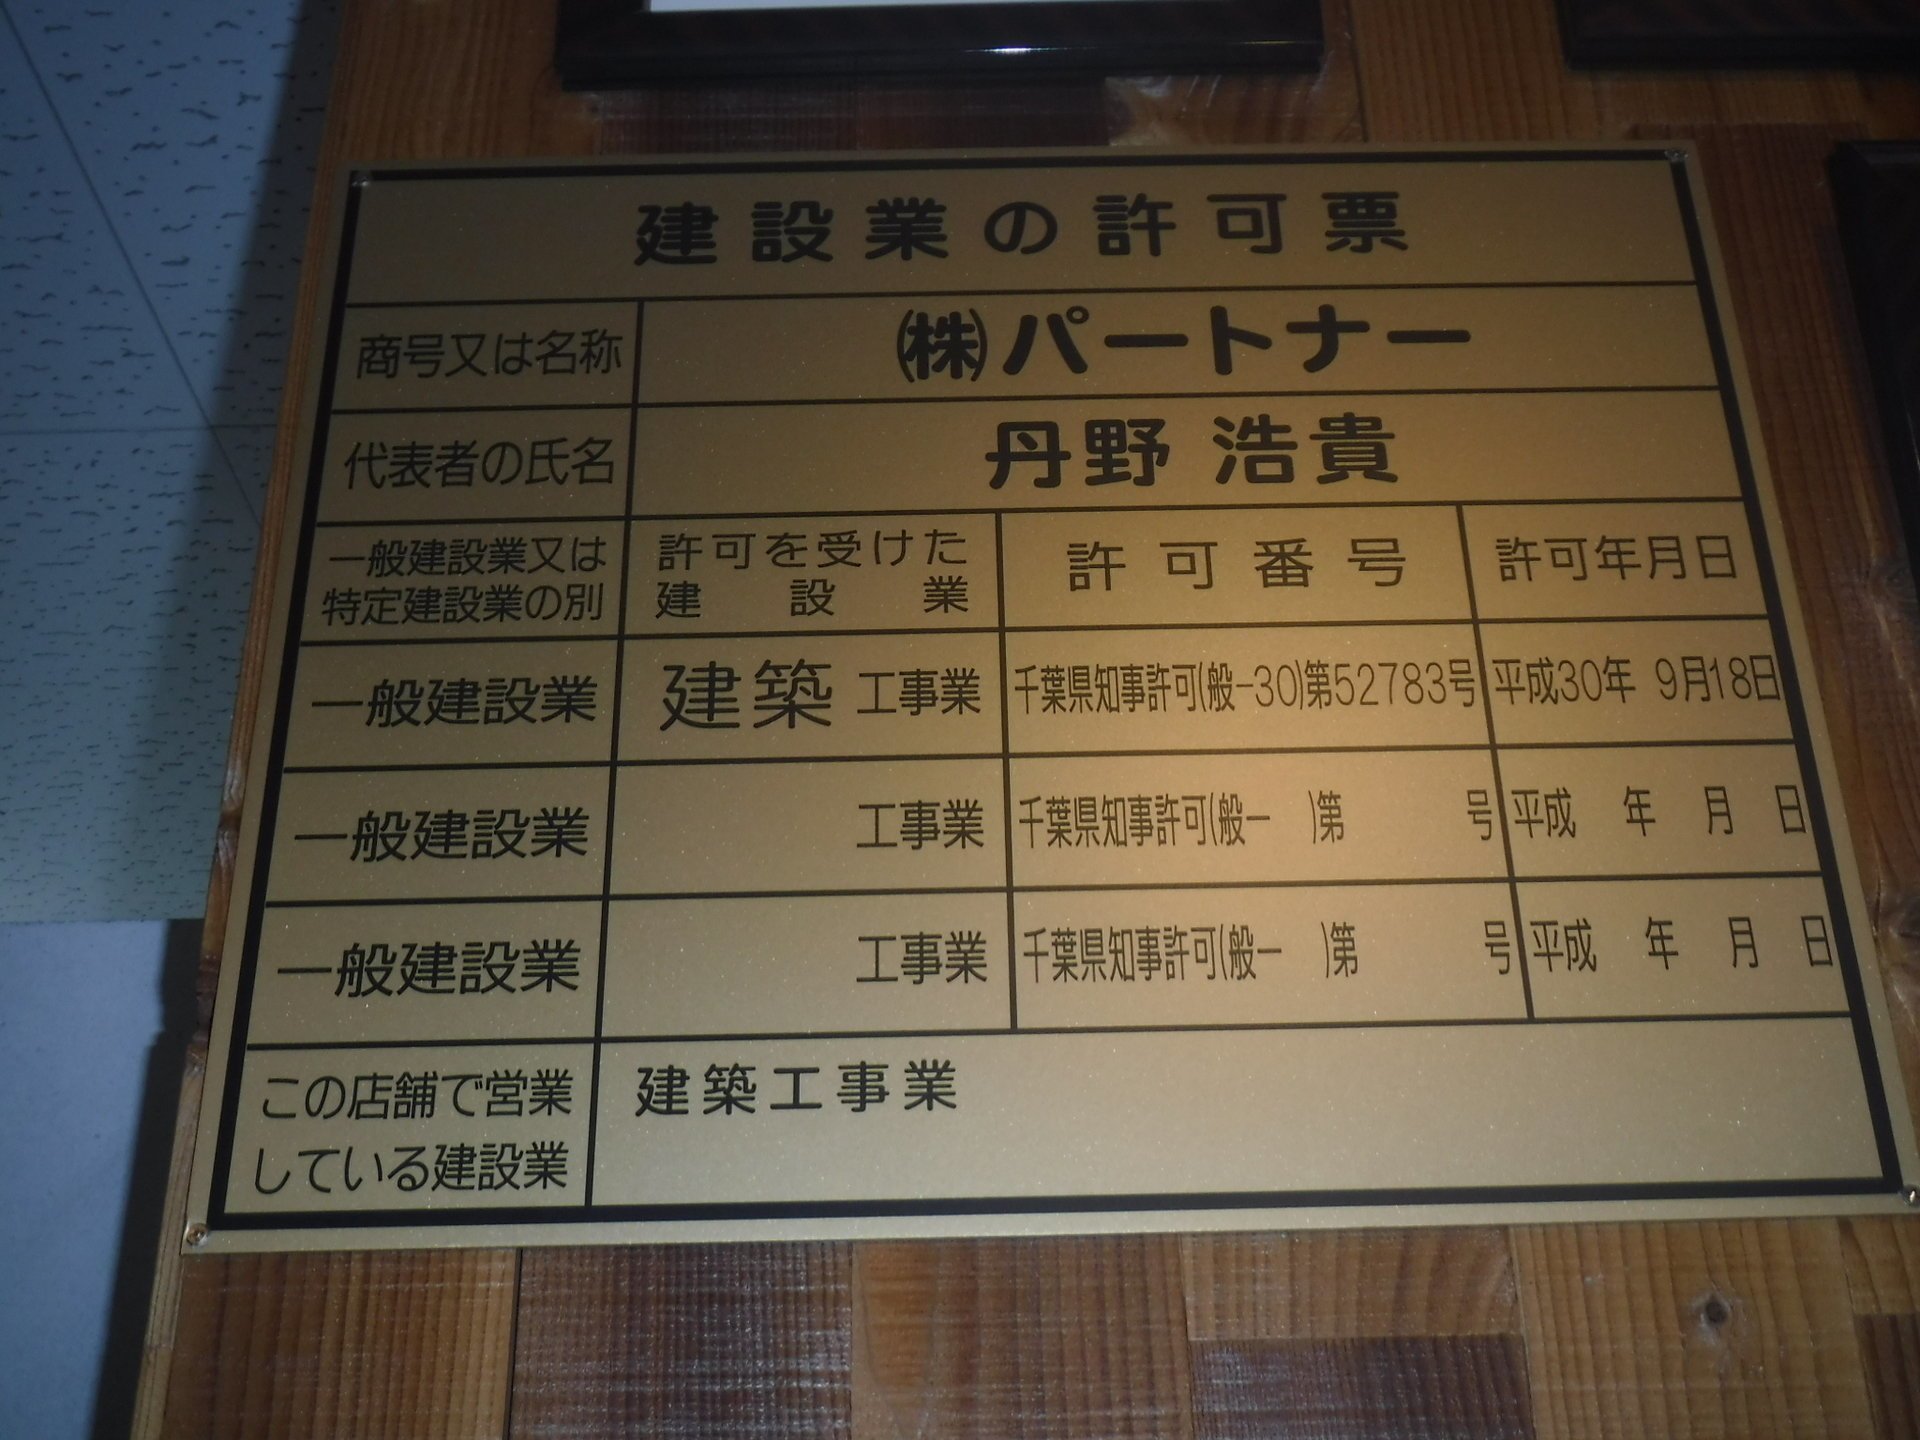 建設業の許可票
商号又は名称 ㈱パートナー
代表者の氏名 丹野 浩貴
一般建設業又は
特定建設業の別
許可を受けた
建設業
許可番号
許可年月日
一般建設業 建築 工事業 千葉県知事許可(般-30)第52783号 平成30年 9月18日
一般建設業 工事業 千葉県知事許可(般- )第 号 平成 年 月 日
一般建設業 工事業 千葉県知事許可(般- )第 号 平成 年 月 日
この店舗で営業
している建設業
建築工事業